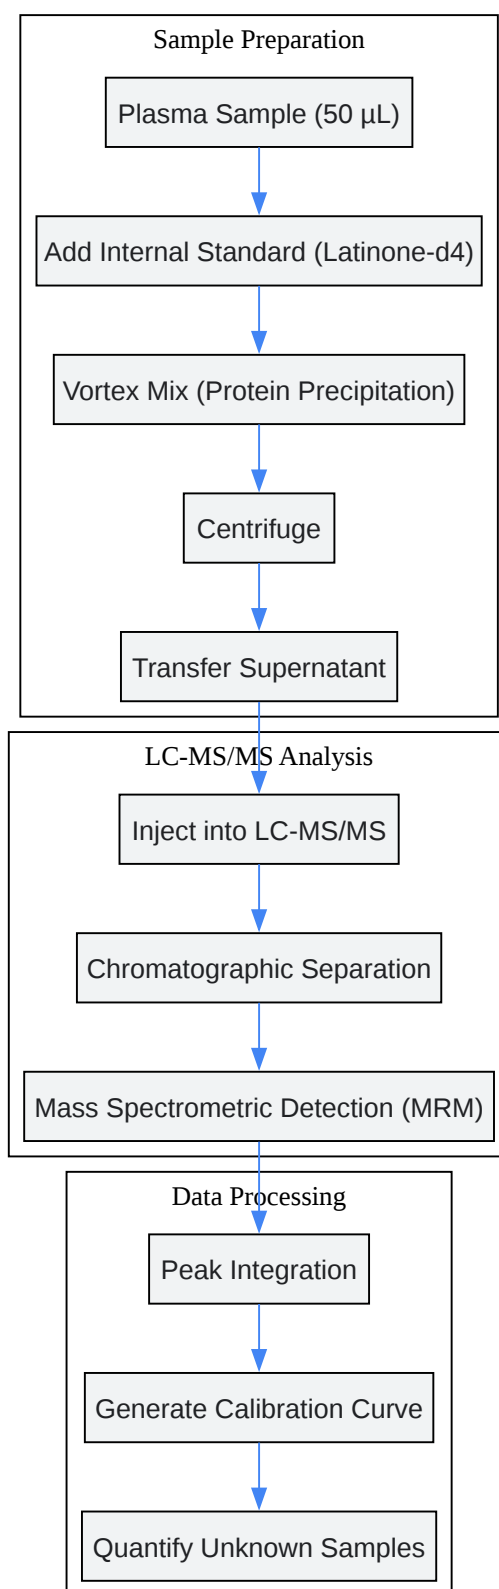 Sample Preparation
Plasma Sample (50 µL)
Add Internal Standard (Latinone-d4)
Vortex Mix (Protein Precipitation)
Centrifuge
Transfer Supernatant
LC-MS/MS Analysis
Inject into LC-MS/MS
Chromatographic Separation
Mass Spectrometric Detection (MRM)
Data Processing
Peak Integration
Generate Calibration Curve
Quantify Unknown Samples